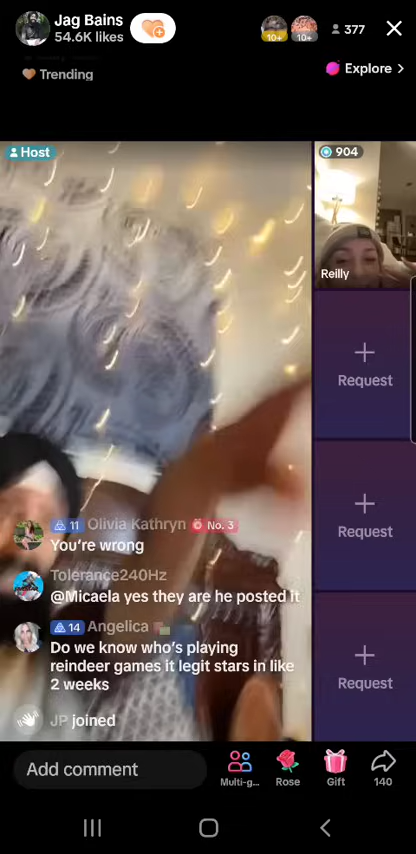 Jag Bains
54.6K likes
10+
10+
377
Trending
Explore >
Host
904
Reilly
Request
Request
Request
11 Olivia Kathryn No. 3
You're wrong
Tolerance240Hz
@Micaela yes they are he posted it
14 Angelica
Do we know who's playing
reindeer games it legit stars in like
2 weeks
JP joined
Add comment
Multi-g...
Rose
Gift
140